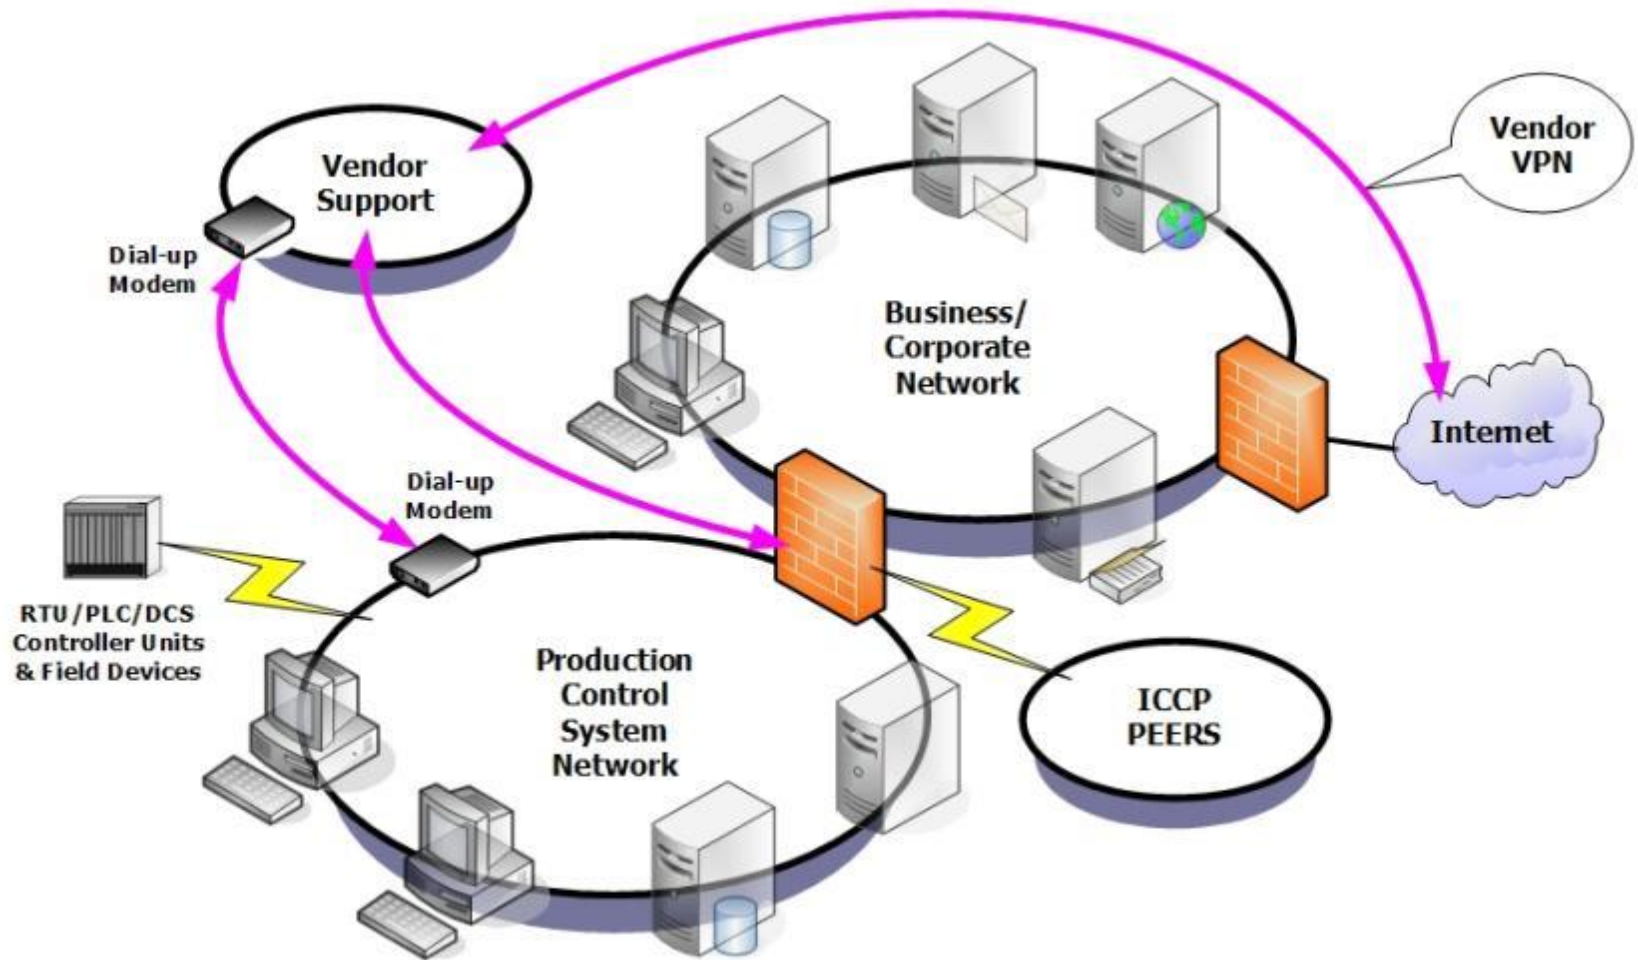 Vendor
Support
Vendor
VPN
Dial-up
Modem
Business/
Corporate
Network
Internet
Dial-up
Modem
RTU/PLC/DCS
Controller Units
& Field Devices
Production
Control
System
Network
ICCP
PEERS